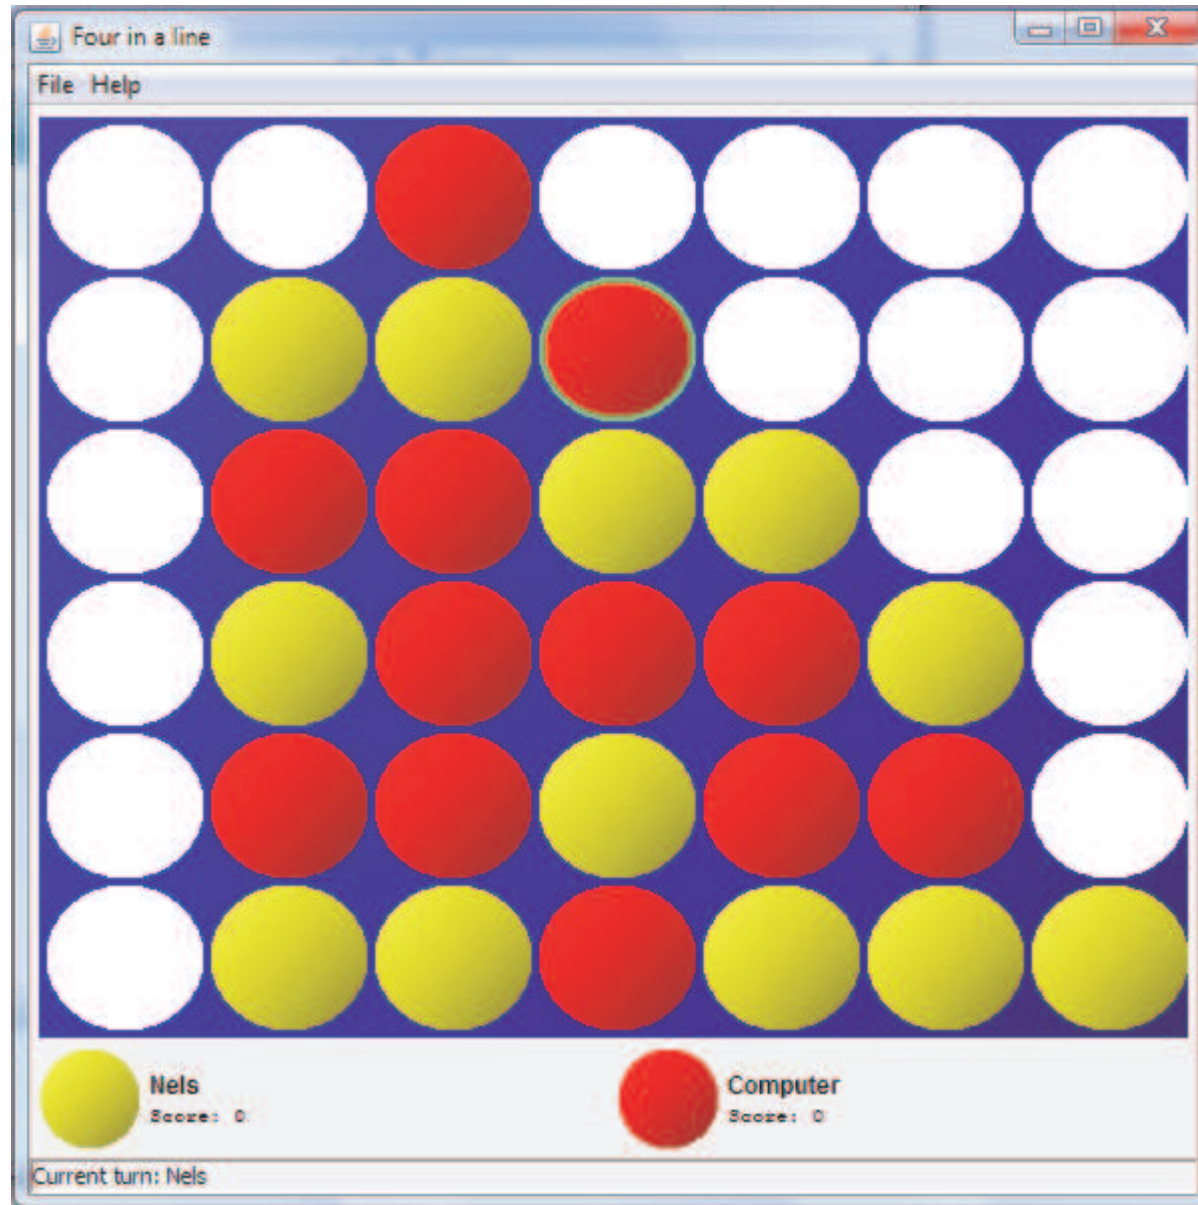 Four in a line
File Help
Nels
Score: 0
Computer
Score: 0
Current turn: Nels